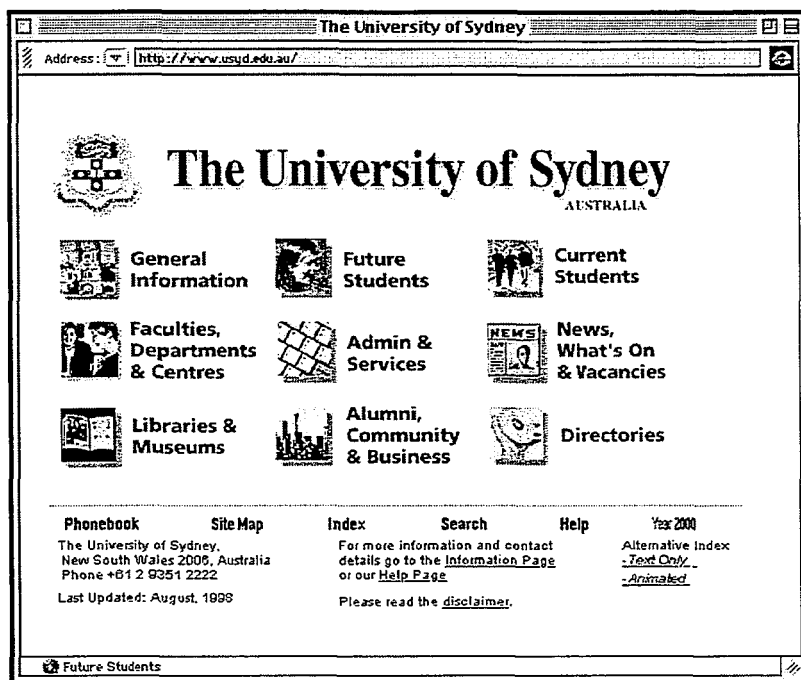 The University of Sydney
Address: http://www.usyd.edu.au/
The University of Sydney
AUSTRALIA
General
Information
Future
Students
Current
Students
Faculties,
Departments
& Centres
Admin &
Services
NEWS
News,
What's On
& Vacancies
Libraries &
Museums
Alumni,
Community
& Business
Directories
Phonebook Site Map Index Search Help Year 2000
The University of Sydney,
New South Wales 2006, Australia
Phone +61 2 9351 2222
Last Updated: August, 1998
For more information and contact
details go to the Information Page
or our Help Page
Please read the disclaimer.
Alternative Index
-Text Only
-Animated
Future Students